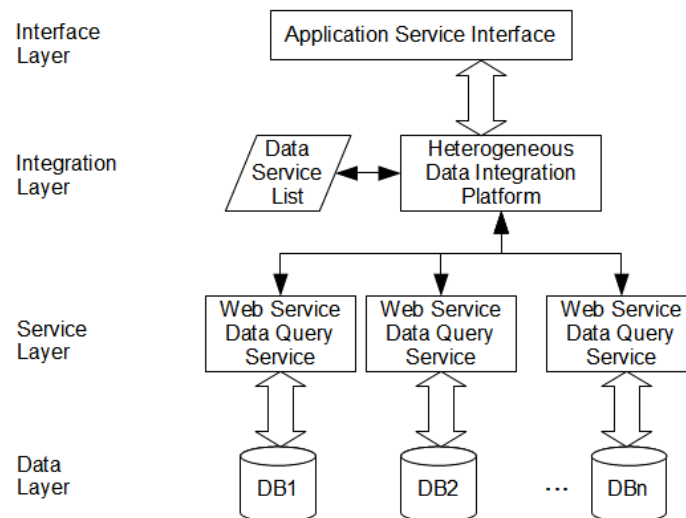 Interface
Layer
Application Service Interface
Integration
Layer
Data
Service
List
Heterogeneous
Data Integration
Platform
Service
Layer
Web Service
Data Query
Service
Web Service
Data Query
Service
Web Service
Data Query
Service
Data
Layer
DB1
DB2
...
DBn